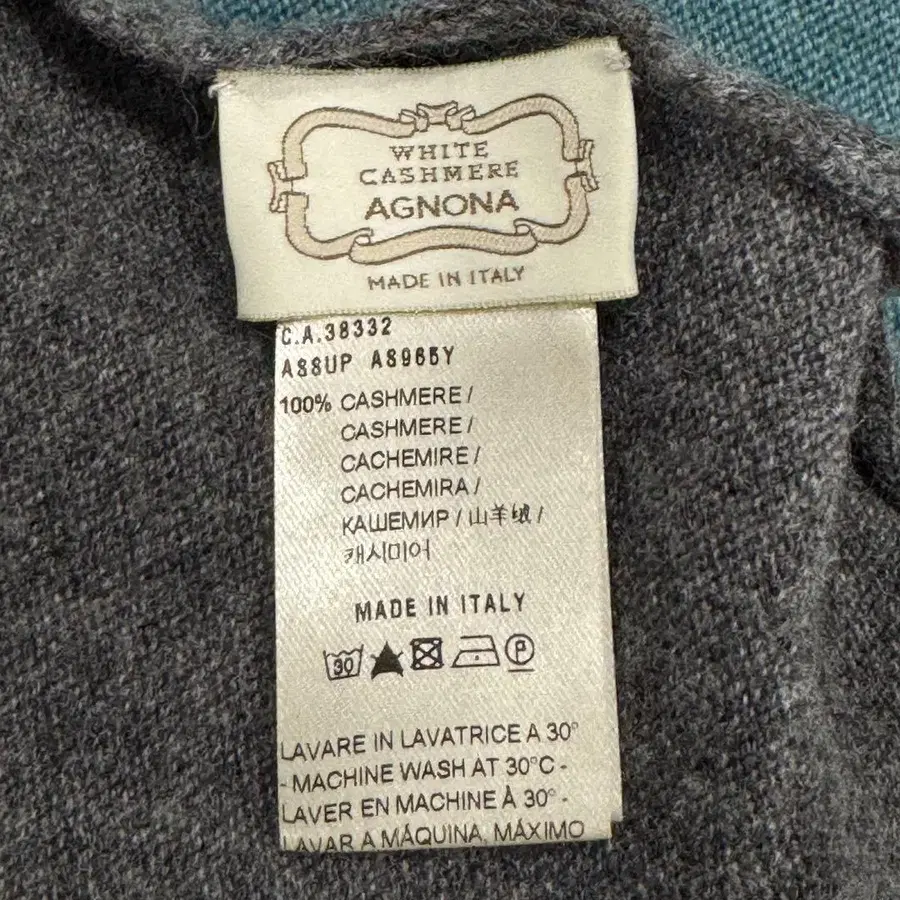 WHITE
CASHMERE
AGNONA
MADE IN ITALY
C.A.38332
A88UP A8965Y
100% CASHMERE /
CASHMERE /
CACHEMIRE /
CACHEMIRA /
КАШЕМИР / 山羊绒 /
캐시미어
MADE IN ITALY
30
P
LAVARE IN LAVATRICE A 30°
- MACHINE WASH AT 30°C -
LAVER EN MACHINE À 30° -
LAVAR A MÁQUINA, MÁXIMO